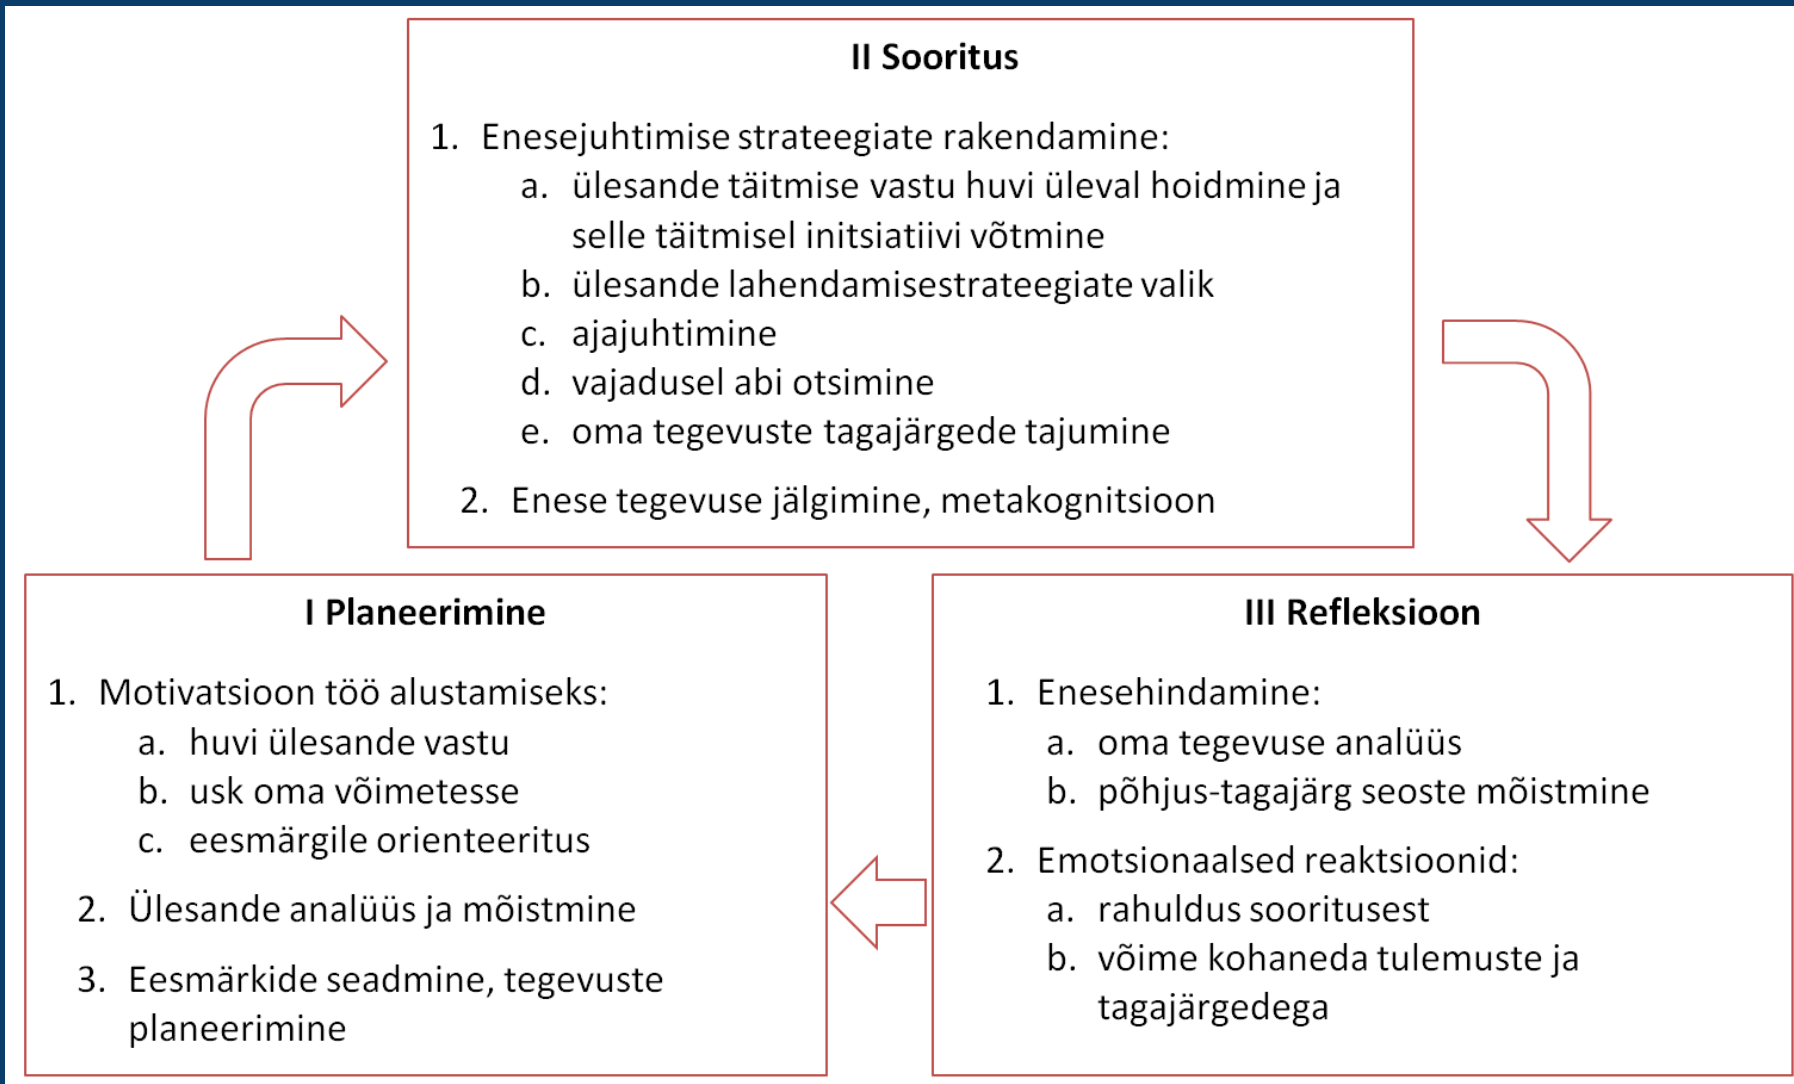 II Sooritus
1. Enesejuhtimise strateegiate rakendamine:
a. ülesande täitmise vastu huvi üleval hoidmine ja
selle täitmisel initsiatiivi võtmine
b. ülesande lahendamisestrateegiate valik
c. ajajuhtimine
d. vajadusel abi otsimine
e. oma tegevuste tagajärgede tajumine
2. Enese tegevuse jälgimine, metakognitsioon
I Planeerimine
1. Motivatsioon töö alustamiseks:
a. huvi ülesande vastu
b. usk oma võimetesse
c. eesmärgile orienteeritus
2. Ülesande analüüs ja mõistmine
3. Eesmärkide seadmine, tegevuste
planeerimine
III Refleksioon
1. Enesehindamine:
a. oma tegevuse analüüs
b. põhjus-tagajärg seoste mõistmine
2. Emotsionaalsed reaktsioonid:
a. rahuldus sooritusest
b. võime kohaneda tulemuste ja
tagajärgedega